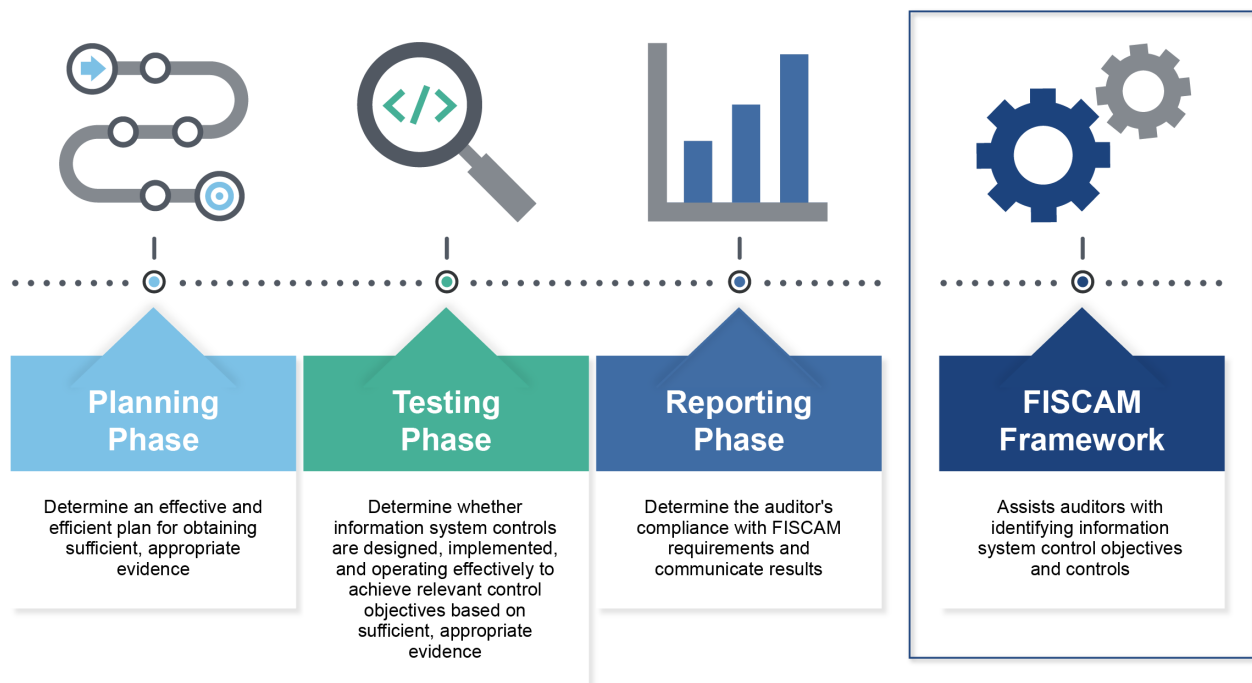 Planning
Phase
Determine an effective and
efficient plan for obtaining
sufficient, appropriate
evidence
</>
Testing
Phase
Determine whether
information system controls
are designed, implemented,
and operating effectively to
achieve relevant control
objectives based on
sufficient, appropriate
evidence
Reporting
Phase
Determine the auditor's
compliance with FISCAM
requirements and
communicate results
FISCAM
Framework
Assists auditors with
identifying information
system control objectives
and controls